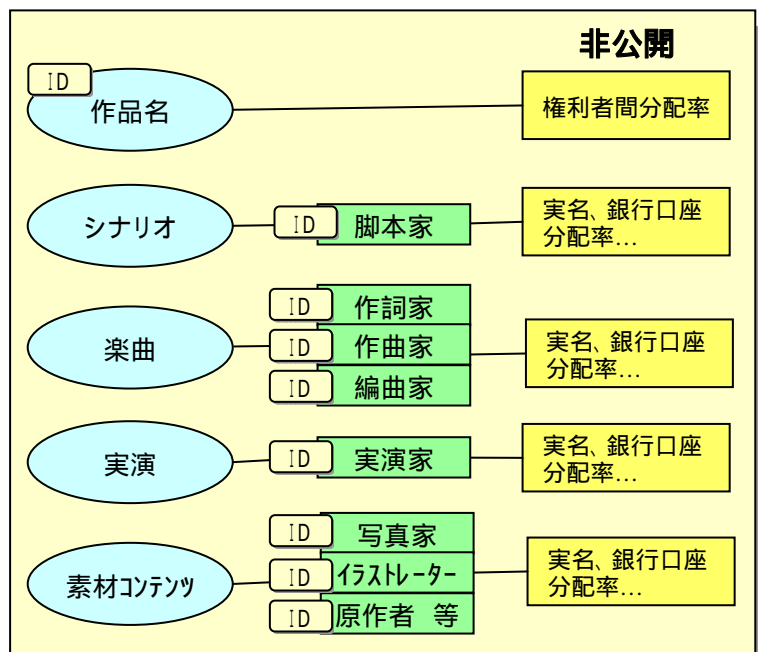 非公開
ID
作品名
権利者間分配率
シナリオ
ID
脚本家
実名、銀行口座
分配率…
楽曲
ID
作詞家
ID
作曲家
ID
編曲家
実名、銀行口座
分配率…
実演
ID
実演家
実名、銀行口座
分配率…
素材コンテンツ
ID
写真家
ID
イラストレーター
ID
原作者 等
実名、銀行口座
分配率…